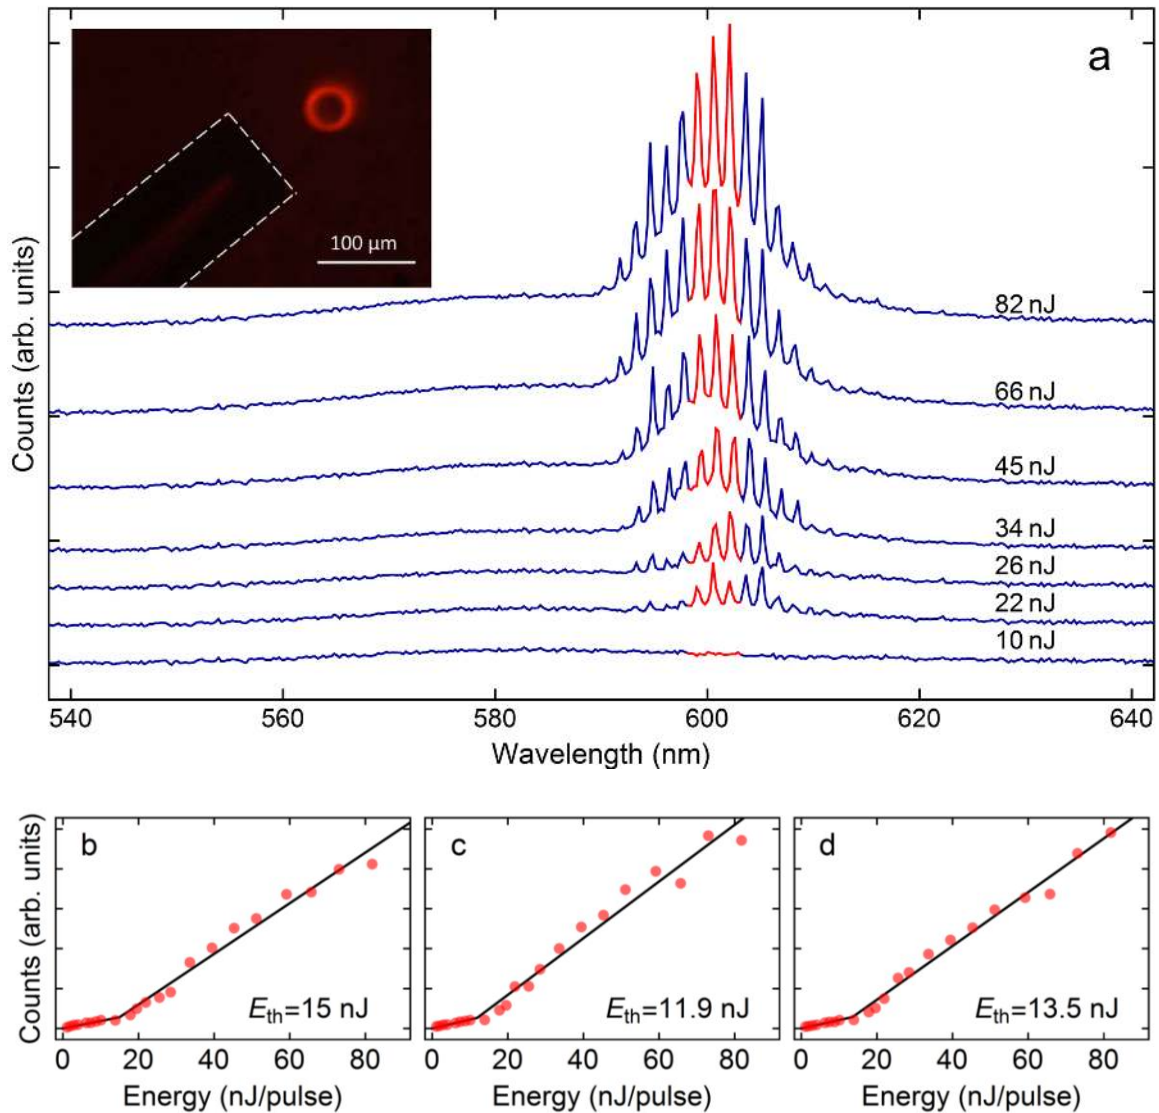 a
100 μm
Counts (arb. units)
82 nJ
66 nJ
45 nJ
34 nJ
26 nJ
22 nJ
10 nJ
540 560 580 600 620 640
Wavelength (nm)
b
c
d
Counts (arb. units)
E_th=15 nJ
E_th=11.9 nJ
E_th=13.5 nJ
0 20 40 60 80
0 20 40 60 80
0 20 40 60 80
Energy (nJ/pulse)
Energy (nJ/pulse)
Energy (nJ/pulse)